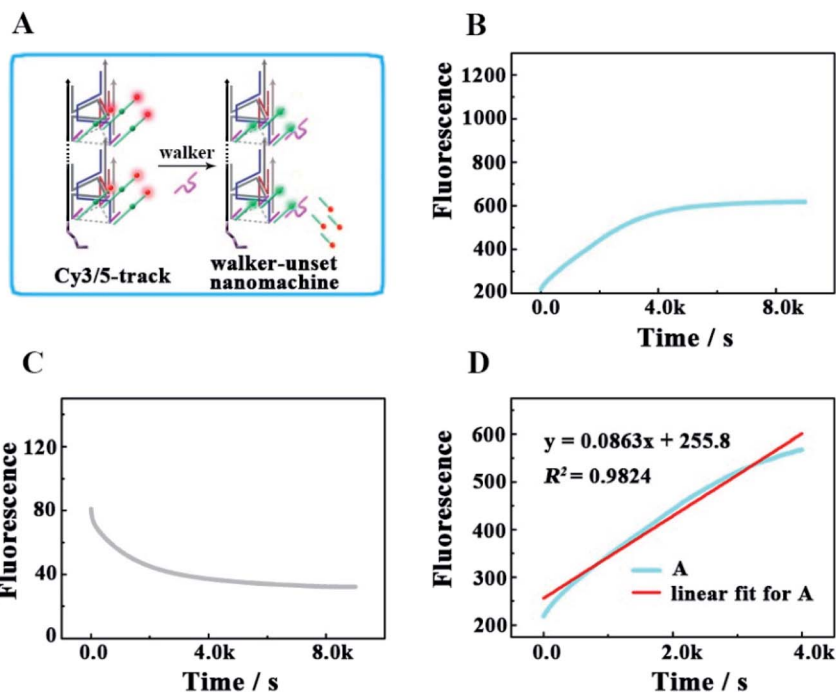 A
walker
Cy3/5-track
walker-unset
nanomachine
B
Fluorescence
1200
1000
800
600
400
200
0.0
4.0k
8.0k
Time / s
C
Fluorescence
120
80
40
0
0.0
4.0k
8.0k
Time / s
D
Fluorescence
600
500
400
300
200
y = 0.0863x + 255.8
R² = 0.9824
A
linear fit for A
0.0
2.0k
4.0k
Time / s